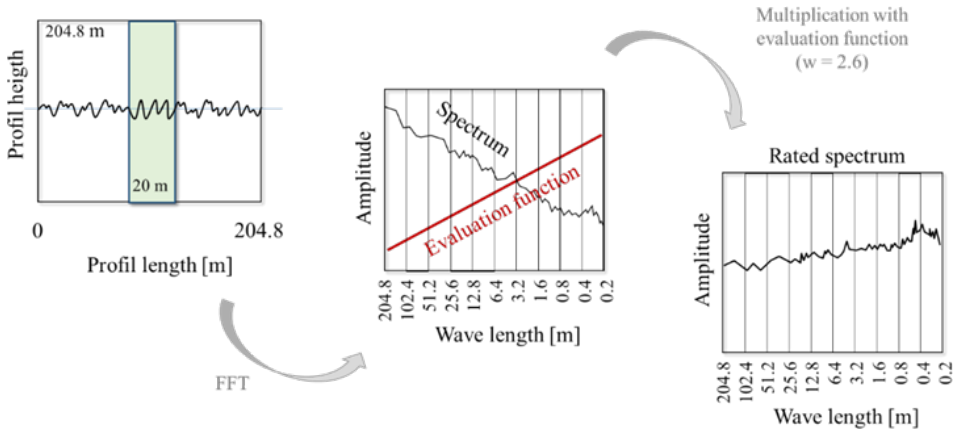 204.8 m
Profil heigth
20 m
0
204.8
Profil length [m]
FFT
Amplitude
Spectrum
Evaluation function
204.8
102.4
51.2
25.6
12.8
6.4
3.2
1.6
0.8
0.4
0.2
Wave length [m]
Multiplication with
evaluation function
(w = 2.6)
Rated spectrum
Amplitude
204.8
102.4
51.2
25.6
12.8
6.4
3.2
1.6
0.8
0.4
0.2
Wave length [m]